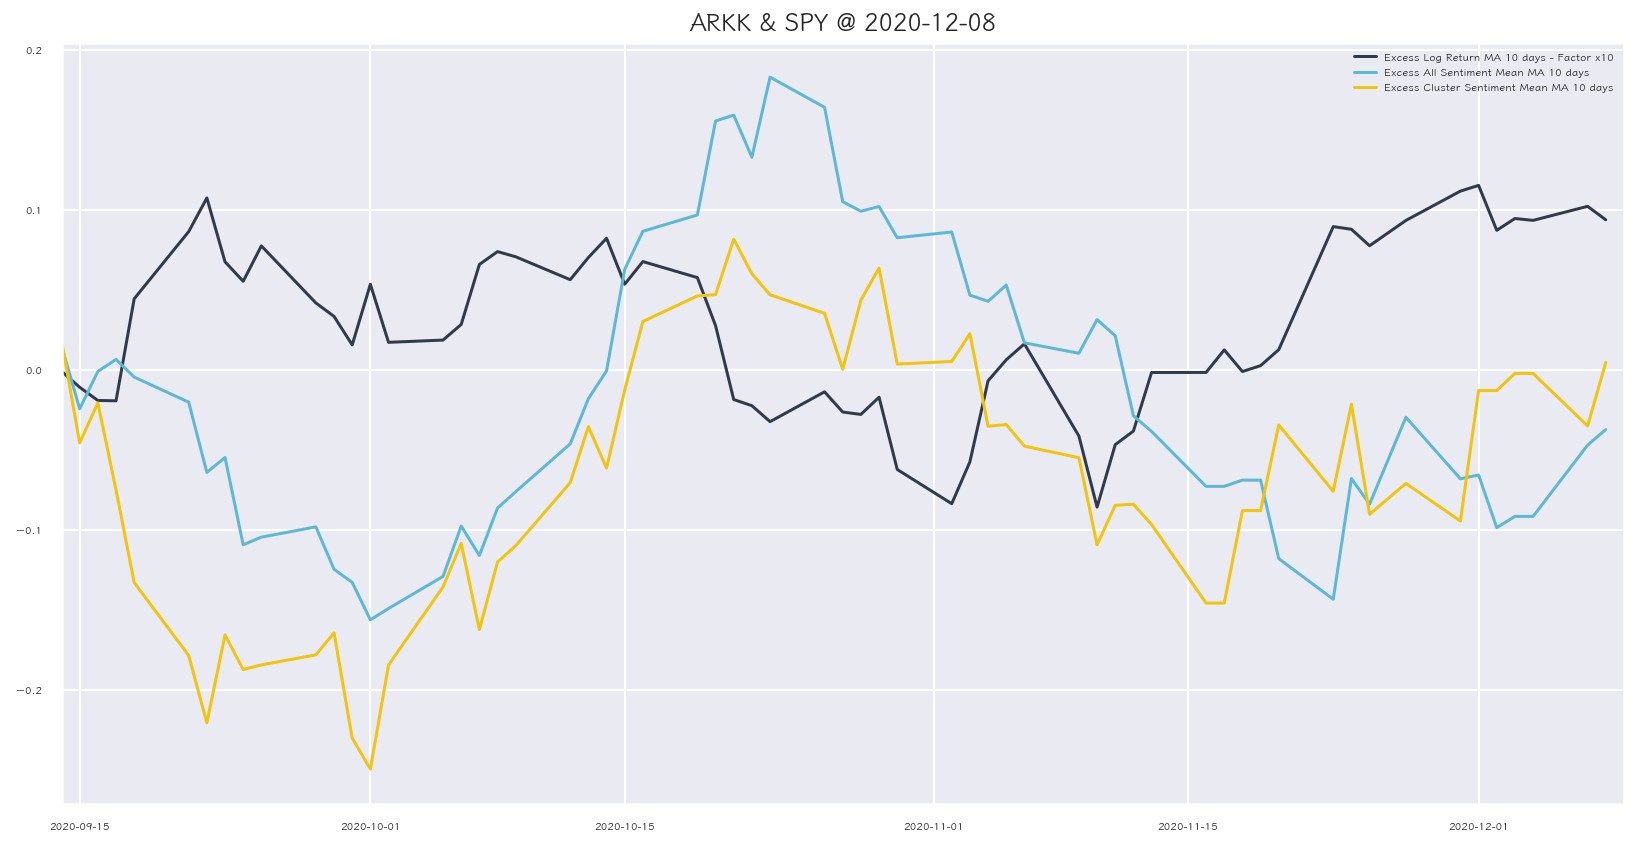 ARKK & SPY @ 2020-12-08
Excess Log Return MA 10 days - Factor x10
Excess All Sentiment Mean MA 10 days
Excess Cluster Sentiment Mean MA 10 days
0.2
0.1
0.0
−0.1
−0.2
2020-09-15
2020-10-01
2020-10-15
2020-11-01
2020-11-15
2020-12-01